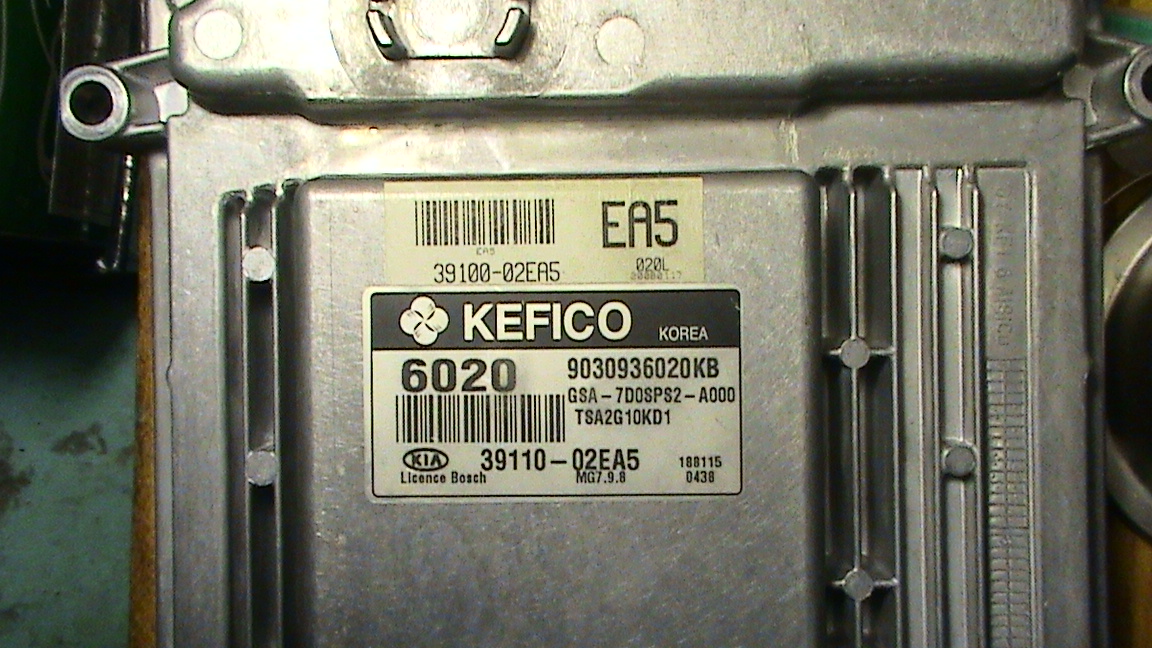 EA5
EA5
39100-02EA5
020L
KEFICO
KOREA
6020
9030936020KB
GSA-7D0SPS2-A000
TSA2G10KD1
KIA
39110-02EA5
188115
Licence Bosch
MG7.9.8
0438